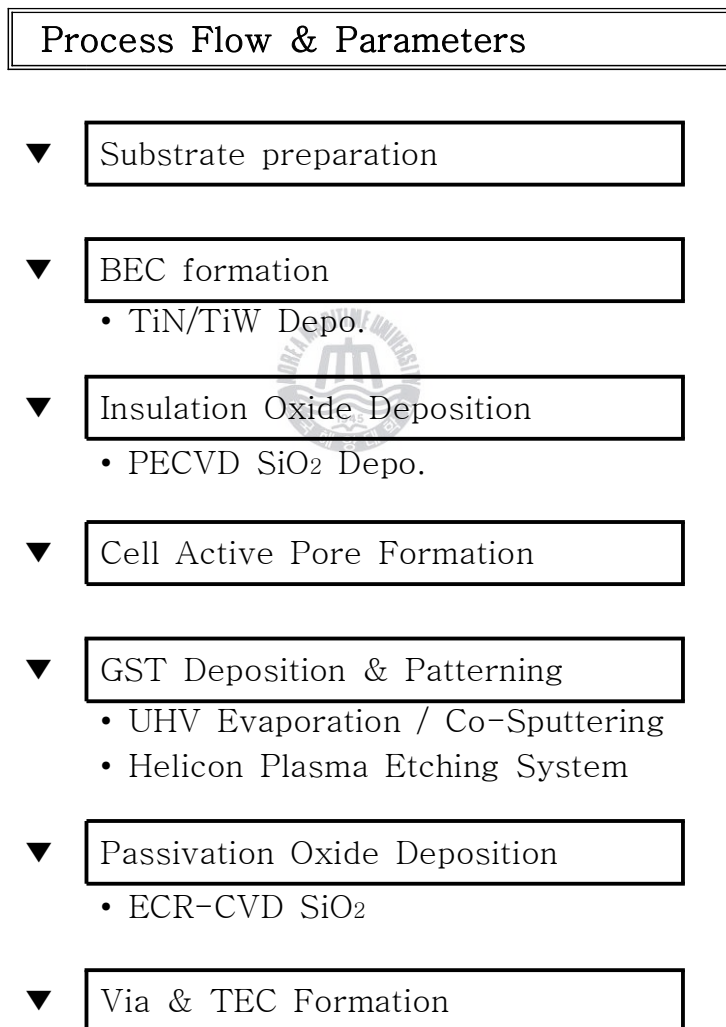 Process Flow & Parameters
▼ Substrate preparation
▼ BEC formation
• TiN/TiW Depo.
▼ Insulation Oxide Deposition
• PECVD SiO₂ Depo.
▼ Cell Active Pore Formation
▼ GST Deposition & Patterning
• UHV Evaporation / Co-Sputtering
• Helicon Plasma Etching System
▼ Passivation Oxide Deposition
• ECR-CVD SiO₂
▼ Via & TEC Formation
1945